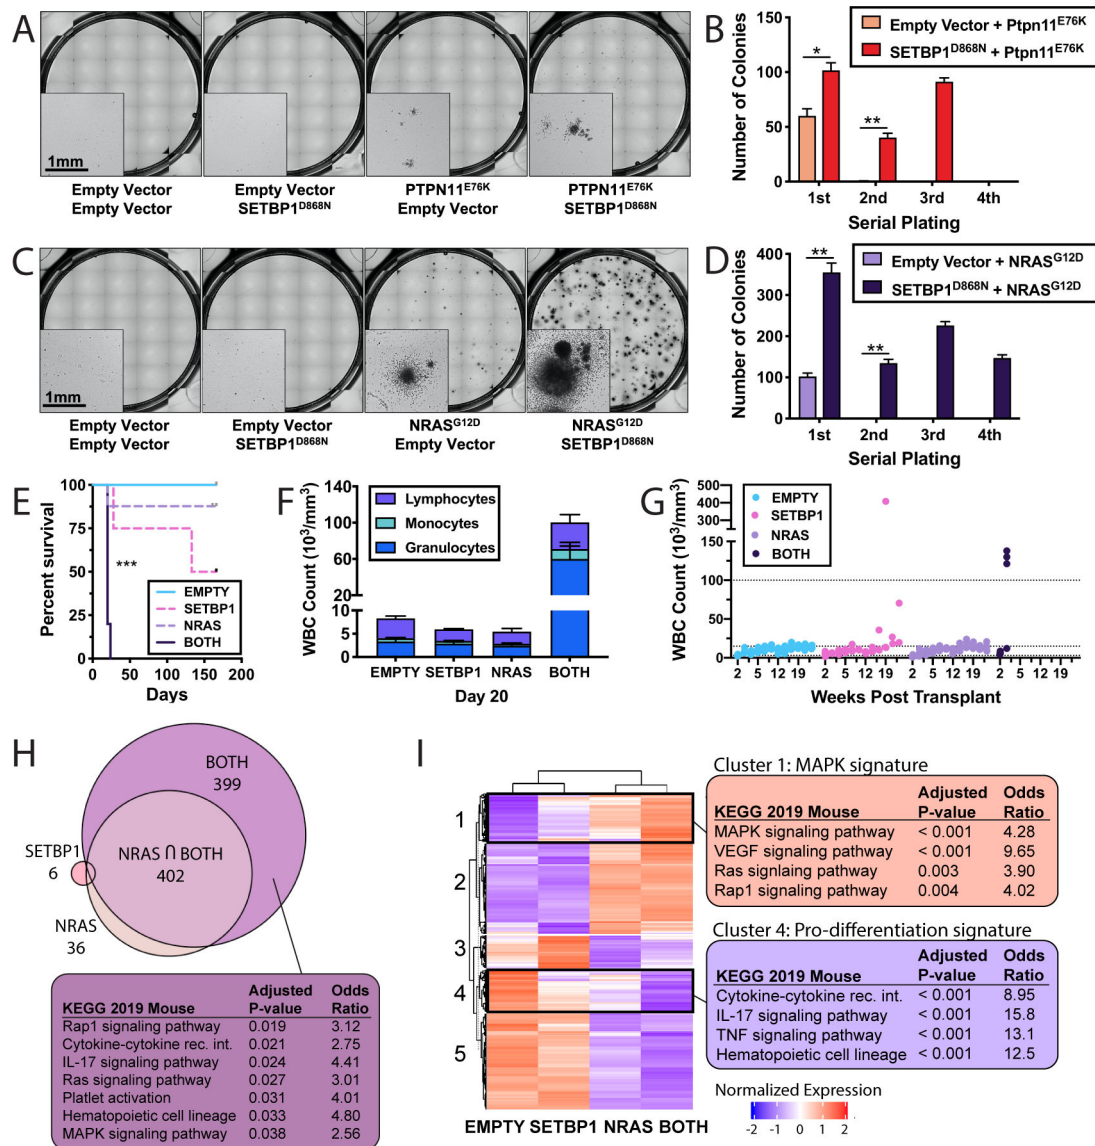 A
1mm
Empty Vector
Empty Vector
Empty Vector
SETBP1D868N
PTPN11E76K
Empty Vector
PTPN11E76K
SETBP1D868N
B
Empty Vector + Ptpn11E76K
SETBP1D868N + Ptpn11E76K
Number of Colonies
100
50
0
*
**
1st 2nd 3rd 4th
Serial Plating
C
1mm
Empty Vector
Empty Vector
Empty Vector
SETBP1D868N
NRASG12D
Empty Vector
NRASG12D
SETBP1D868N
D
Empty Vector + NRASG12D
SETBP1D868N + NRASG12D
Number of Colonies
400
300
200
100
0
**
**
1st 2nd 3rd 4th
Serial Plating
E
Percent survival
100
75
50
25
0
***
EMPTY
SETBP1
NRAS
BOTH
0 50 100 150 200
Days
F
WBC Count (103/mm3)
140
100
60
20
10
5
0
Lymphocytes
Monocytes
Granulocytes
EMPTY SETBP1 NRAS BOTH
Day 20
G
WBC Count (103/mm3)
500
400
300
150
100
50
0
EMPTY
SETBP1
NRAS
BOTH
2 5 12 19 2 5 12 19 2 5 12 19 2 5 12 19
Weeks Post Transplant
H
BOTH
399
SETBP1
6
NRAS ∩ BOTH
402
NRAS
36
KEGG 2019 Mouse Adjusted P-value Odds Ratio
Rap1 signaling pathway 0.019 3.12
Cytokine-cytokine rec. int. 0.021 2.75
IL-17 signaling pathway 0.024 4.41
Ras signaling pathway 0.027 3.01
Platlet activation 0.031 4.01
Hematopoietic cell lineage 0.033 4.80
MAPK signaling pathway 0.038 2.56
I
1
2
3
4
5
EMPTY SETBP1 NRAS BOTH
Cluster 1: MAPK signature
KEGG 2019 Mouse Adjusted P-value Odds Ratio
MAPK signaling pathway < 0.001 4.28
VEGF signaling pathway < 0.001 9.65
Ras signlaing pathway 0.003 3.90
Rap1 signaling pathway 0.004 4.02
Cluster 4: Pro-differentiation signature
KEGG 2019 Mouse Adjusted P-value Odds Ratio
Cytokine-cytokine rec. int. < 0.001 8.95
IL-17 signaling pathway < 0.001 15.8
TNF signaling pathway < 0.001 13.1
Hematopoietic cell lineage < 0.001 12.5
Normalized Expression
-2 -1 0 1 2